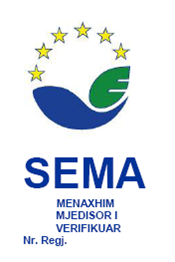 SEMA
MENAXHIM
MJEDISOR I
VERIFIKUAR
Nr. Regj.